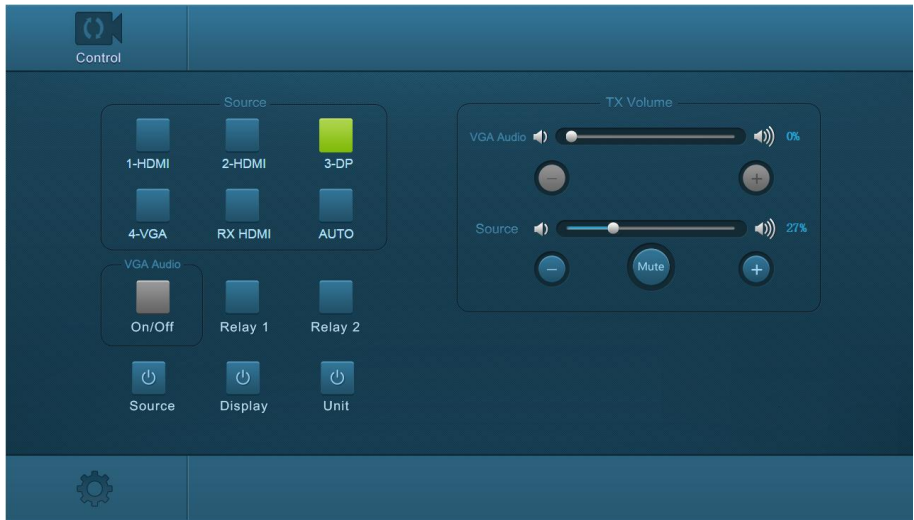 Control
Source
1-HDMI 2-HDMI 3-DP
4-VGA RX HDMI AUTO
VGA Audio
On/Off Relay 1 Relay 2
Source Display Unit
TX Volume
VGA Audio 0%
Source 27%
Mute